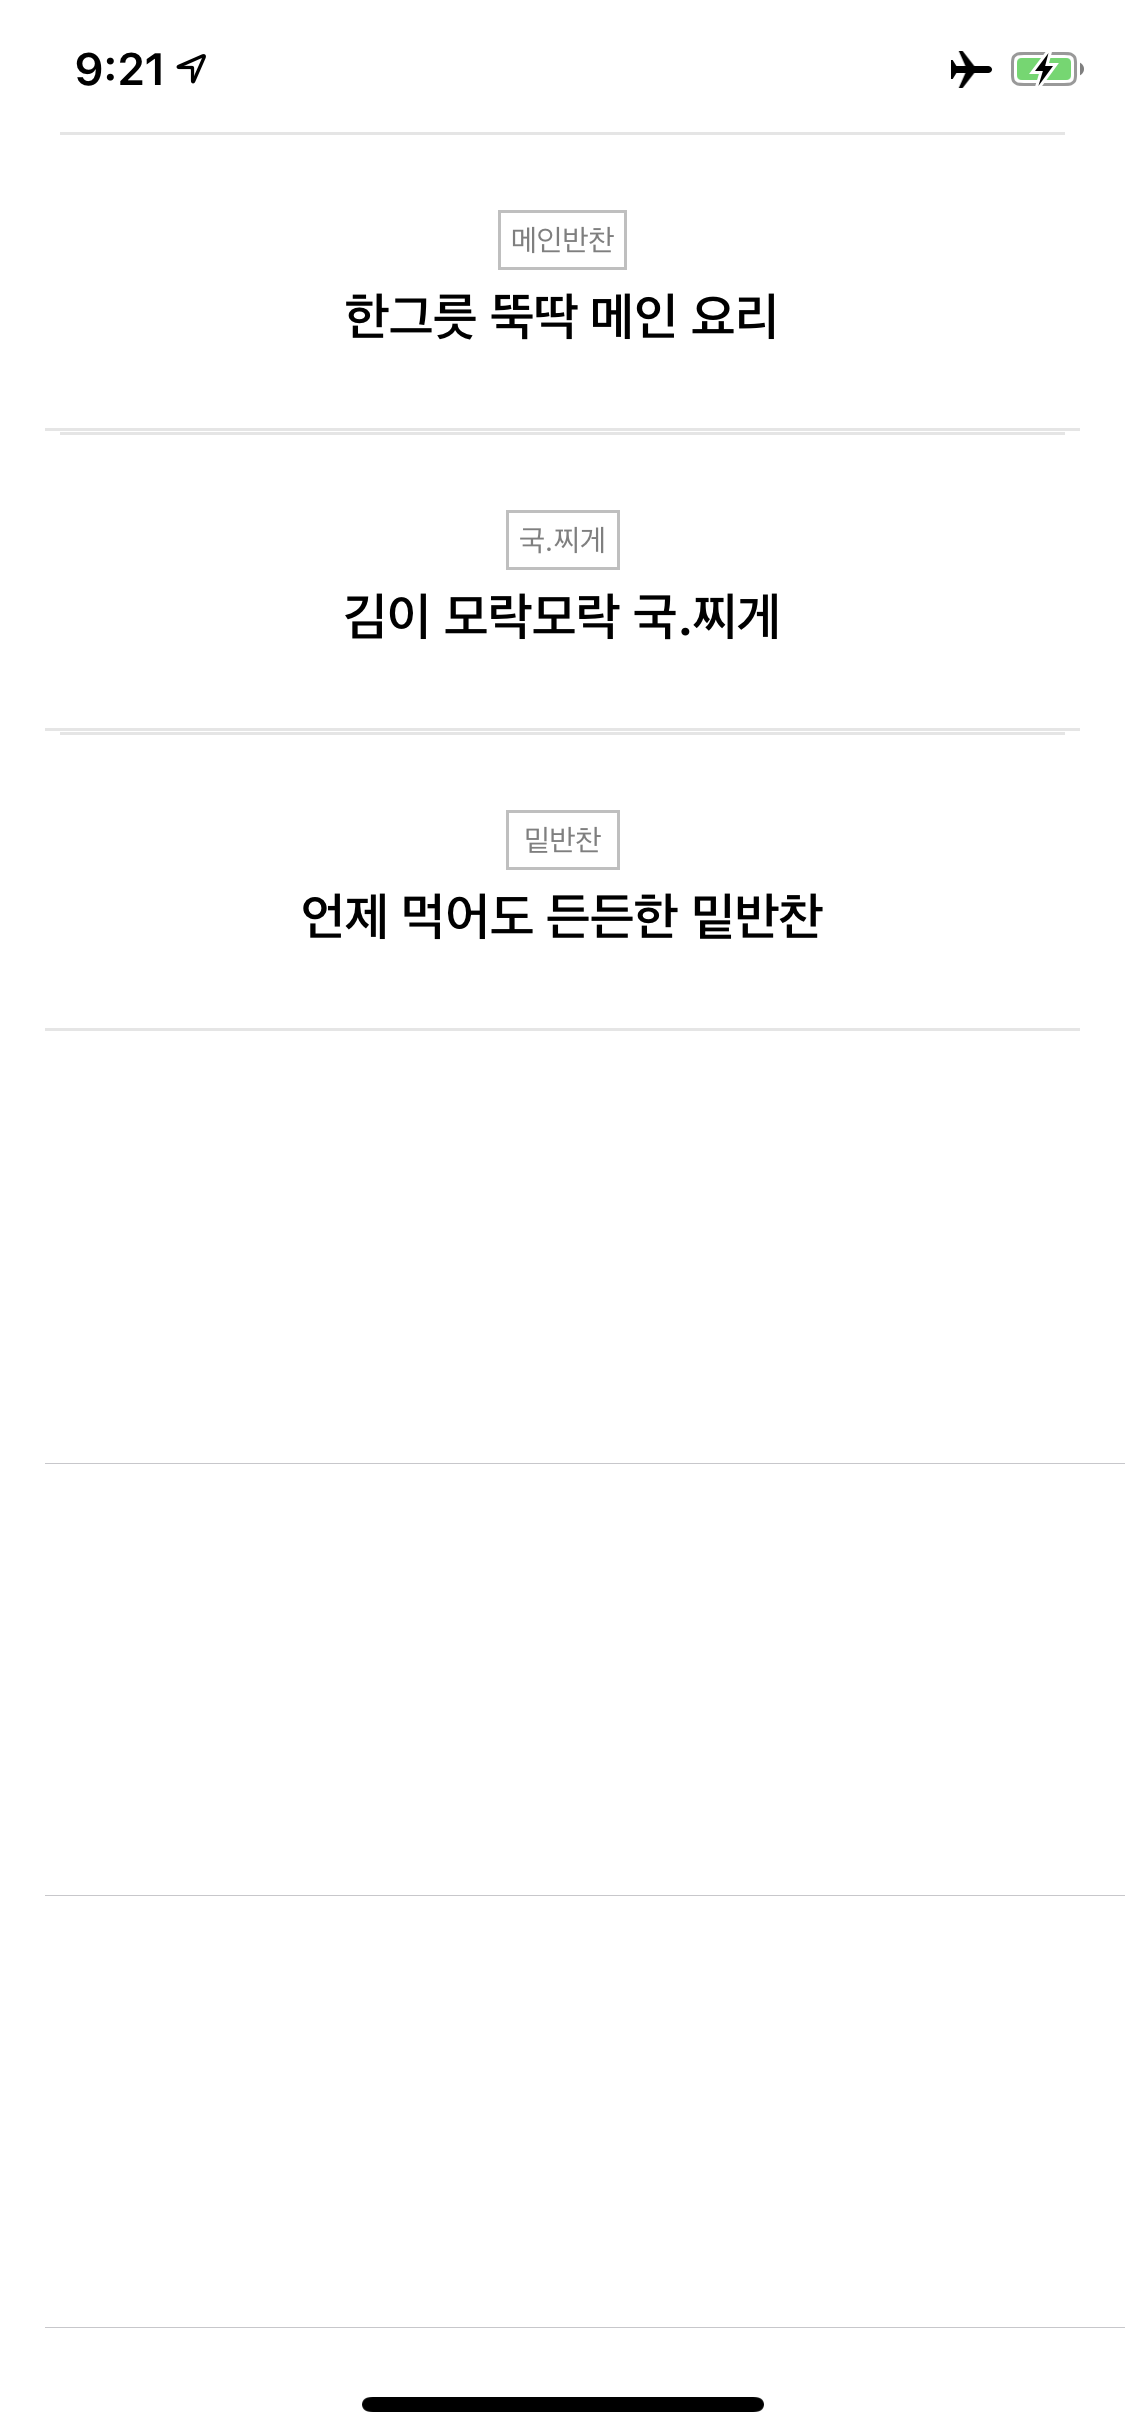 9:21
메인반찬
한그릇 뚝딱 메인 요리
국.찌게
김이 모락모락 국.찌게
밑반찬
언제 먹어도 든든한 밑반찬